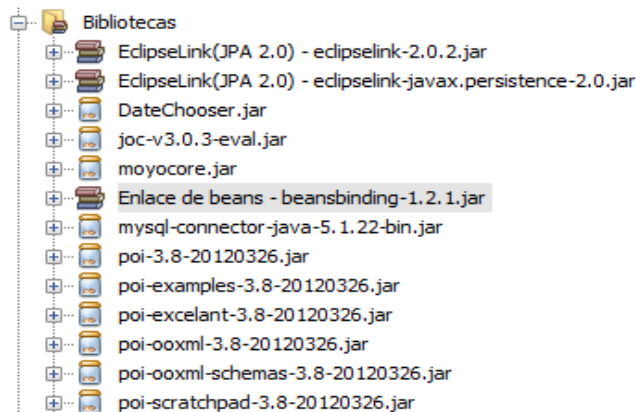 Bibliotecas
EclipseLink(JPA 2.0) - eclipselink-2.0.2.jar
EclipseLink(JPA 2.0) - eclipselink-javax.persistence-2.0.jar
DateChooser.jar
joc-v3.0.3-eval.jar
moyocore.jar
Enlace de beans - beansbinding-1.2.1.jar
mysql-connector-java-5.1.22-bin.jar
poi-3.8-20120326.jar
poi-examples-3.8-20120326.jar
poi-excelant-3.8-20120326.jar
poi-ooxml-3.8-20120326.jar
poi-ooxml-schemas-3.8-20120326.jar
poi-scratchpad-3.8-20120326.jar